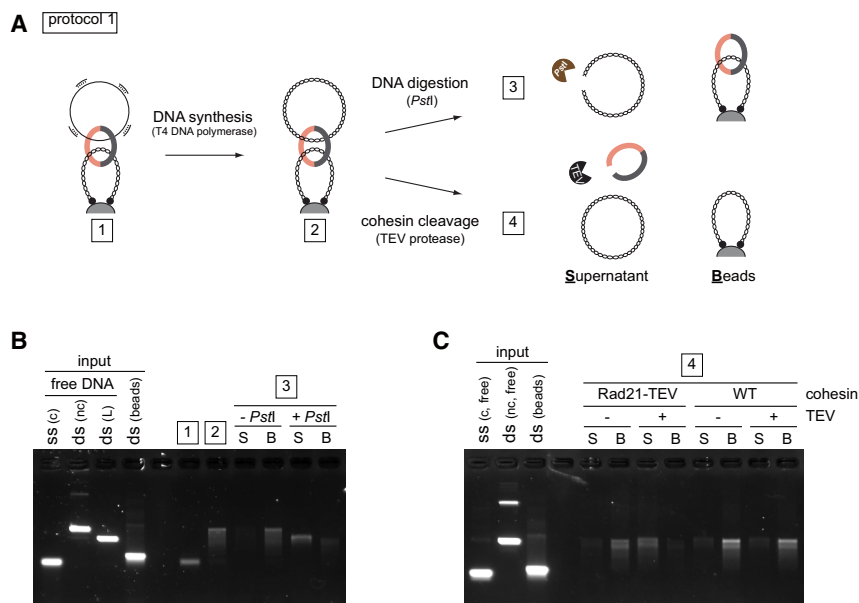 A protocol 1
DNA synthesis
(T4 DNA polymerase)
DNA digestion
(PstI)
cohesin cleavage
(TEV protease)
1
2
3
4
PstI
TEV
Supernatant
Beads
B
input
free DNA
ss (c)
ds (nc)
ds (L)
ds (beads)
1
2
3
- PstI + PstI
S B S B
C
input
ss (c, free)
ds (nc, free)
ds (beads)
4
Rad21-TEV WT cohesin
- + - + TEV
S B S B S B S B